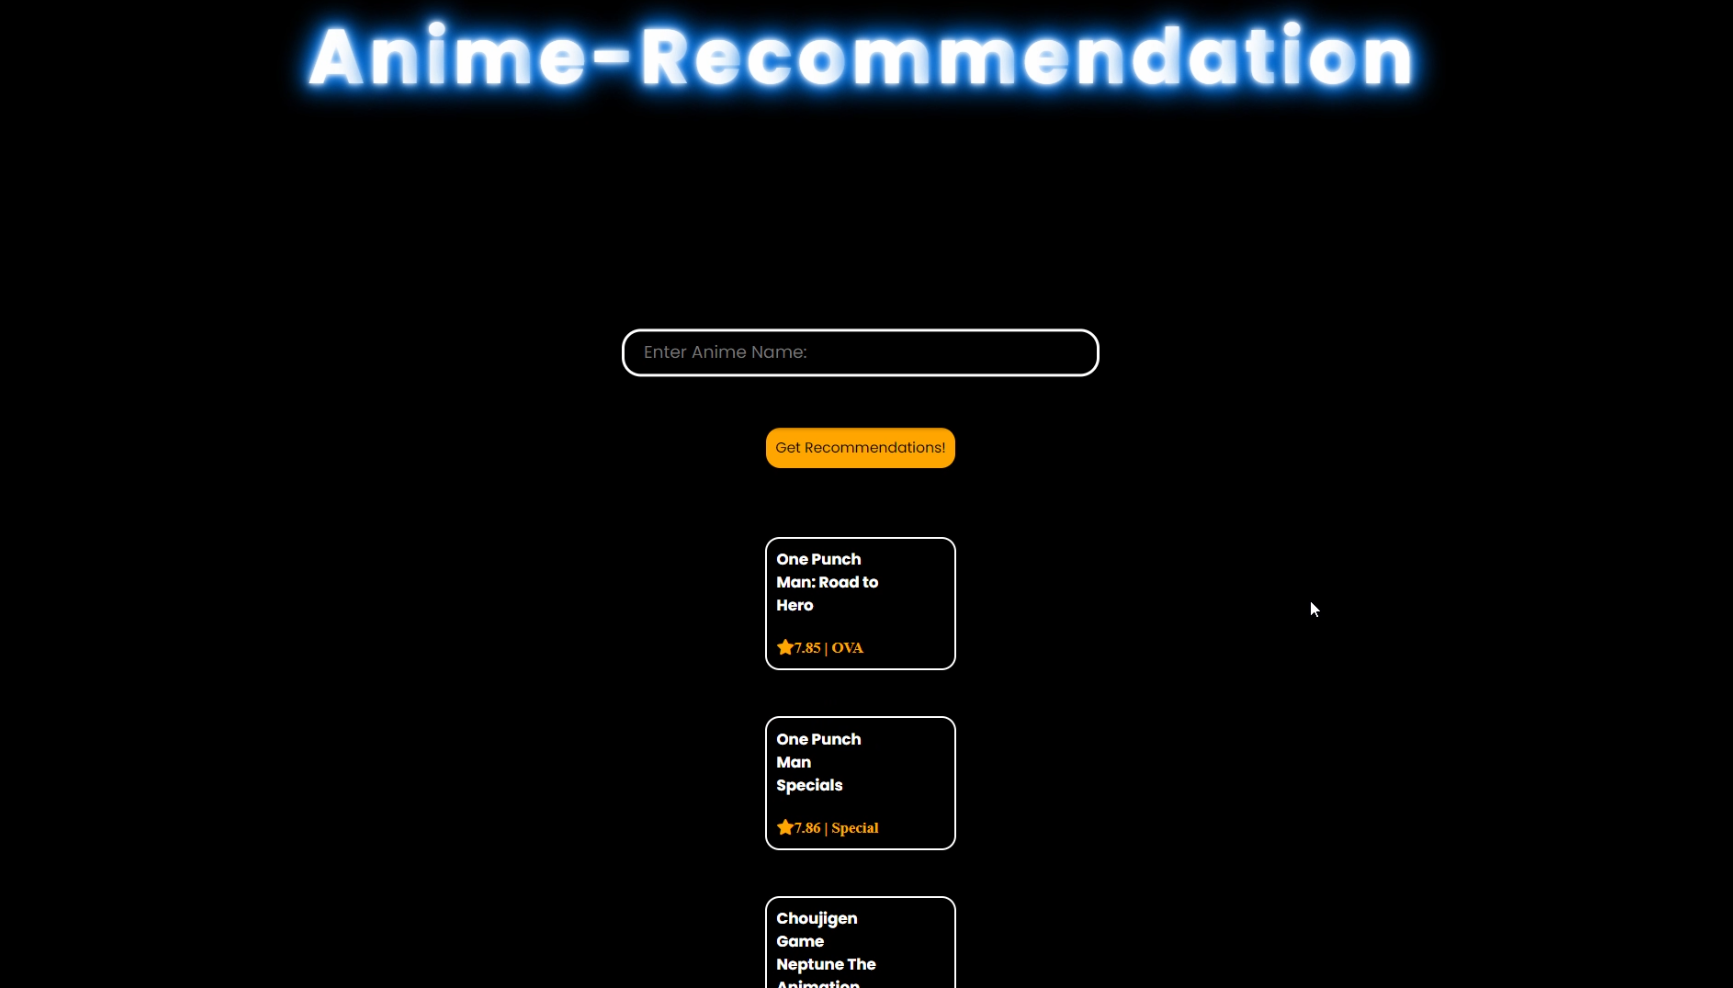 Anime-Recommendation
Enter Anime Name:
Get Recommendations!
One Punch
Man: Road to
Hero
7.85 | OVA
One Punch
Man
Specials
7.86 | Special
Choujigen
Game
Neptune The
Animation